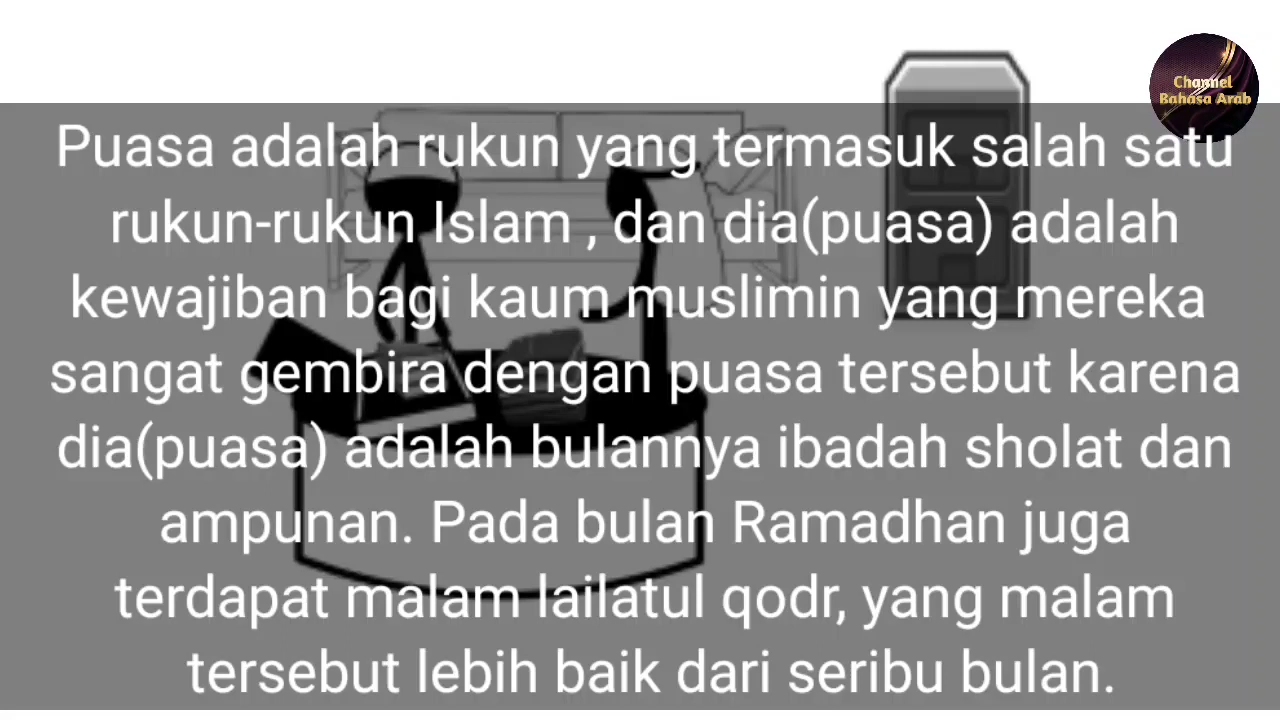 Channel
Bahasa Arab
Puasa adalah rukun yang termasuk salah satu
rukun-rukun Islam , dan dia(puasa) adalah
kewajiban bagi kaum muslimin yang mereka
sangat gembira dengan puasa tersebut karena
dia(puasa) adalah bulannya ibadah sholat dan
ampunan. Pada bulan Ramadhan juga
terdapat malam lailatul qodr, yang malam
tersebut lebih baik dari seribu bulan.